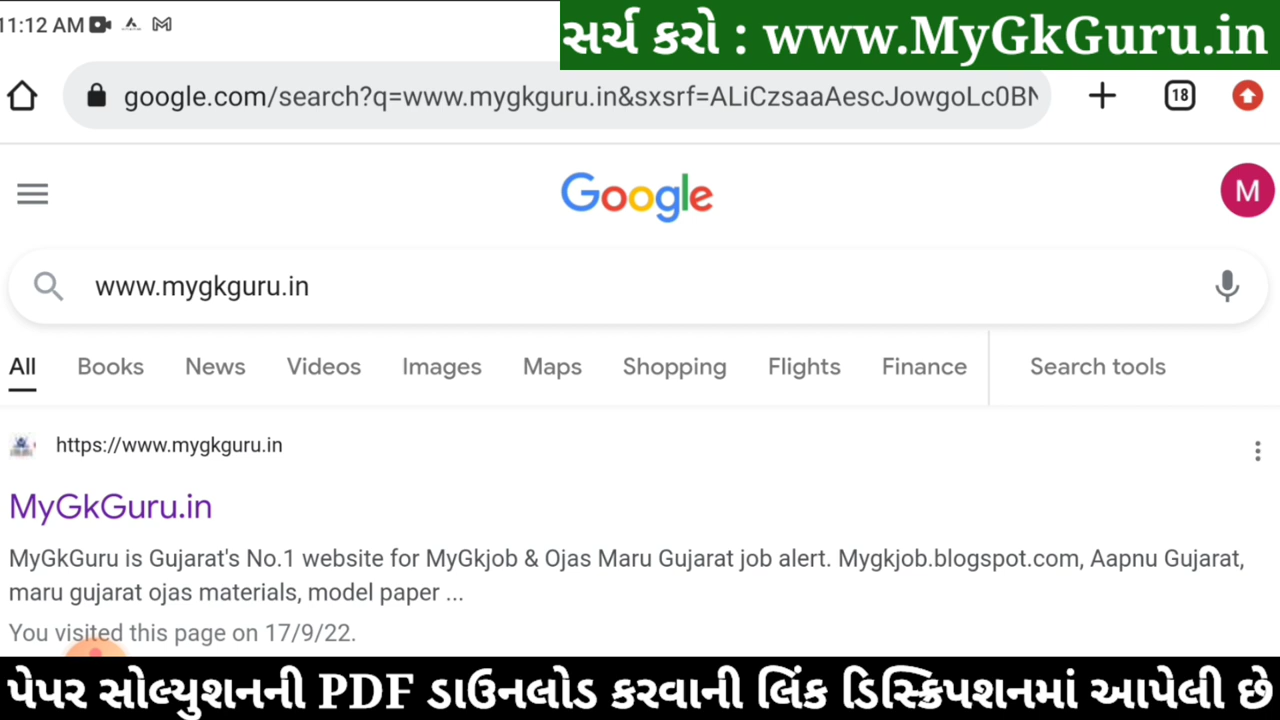 11:12 AM
સર્ચ કરો : www.MyGkGuru.in
google.com/search?q=www.mygkguru.in&sxsrf=ALiCzsaaAescJowgoLc0BN
18
Google
M
www.mygkguru.in
All Books News Videos Images Maps Shopping Flights Finance Search tools
https://www.mygkguru.in
MyGkGuru.in
MyGkGuru is Gujarat's No.1 website for MyGkjob & Ojas Maru Gujarat job alert. Mygkjob.blogspot.com, Aapnu Gujarat,
maru gujarat ojas materials, model paper ...
You visited this page on 17/9/22.
પેપર સોલ્યુશનની PDF ડાઉનલોડ કરવાની લિંક ડિસ્ક્રિપશનમાં આપેલી છે